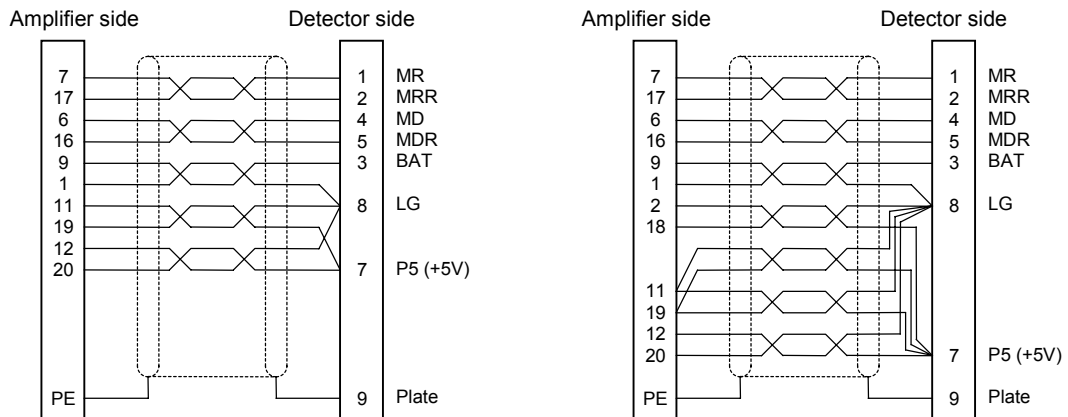 Amplifier side Detector side
7 1 MR
17 2 MRR
6 4 MD
16 5 MDR
9 3 BAT
1
11 8 LG
19
12
20 7 P5 (+5V)
PE 9 Plate
Amplifier side Detector side
7 1 MR
17 2 MRR
6 4 MD
16 5 MDR
9 3 BAT
1
2 8 LG
18
11
19
12
20 7 P5 (+5V)
PE 9 Plate